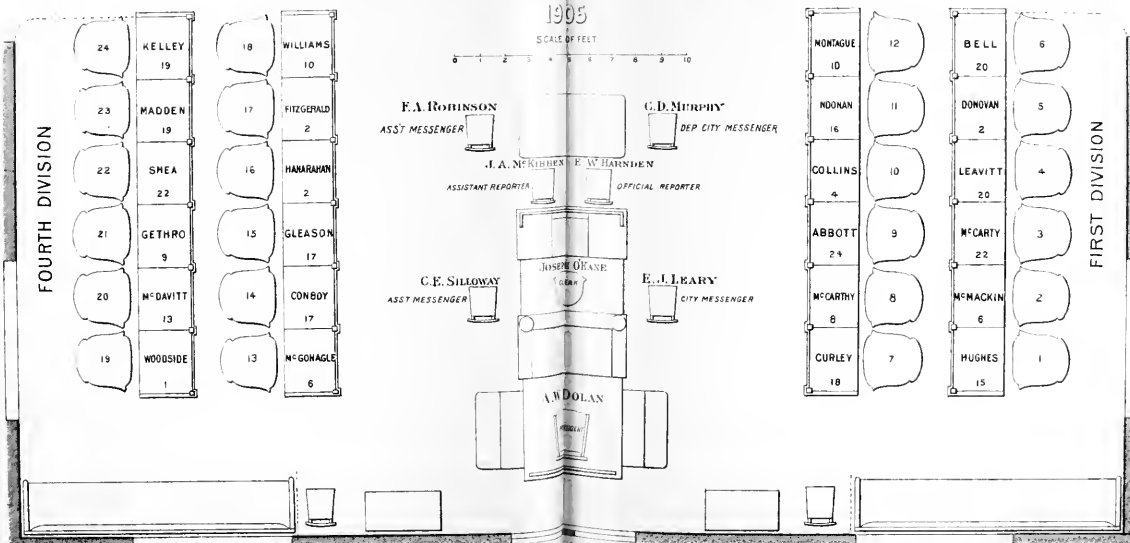 1905
SCALE OF FEET
0 1 2 3 4 5 6 7 8 9 10
FOURTH DIVISION
24 KELLEY 19
23 MADDEN 19
22 SHEA 22
21 GETHRO 9
20 McDAVITT 13
19 WOODSIDE 1
18 WILLIAMS 10
17 FITZGERALD 2
16 HANARAHAN 2
15 GLEASON 17
14 CONBOY 17
13 McGONAGLE 6
F. A. ROBINSON
ASS'T MESSENGER
C. D. MURPHY
DEP CITY MESSENGER
J. A. McKIBBEN
ASSISTANT REPORTER
E. W HARNDEN
OFFICIAL REPORTER
JOSEPH O'KANE
CLERK
C. E. SILLOWAY
ASST MESSENGER
E. J. LEARY
CITY MESSENGER
A. W DOLAN
PRESIDENT
MONTAGUE 10 12
NOONAN 16 11
COLLINS 4 10
ABBOTT 24 9
McCARTHY 8 8
CURLEY 18 7
BELL 20 6
DONOVAN 2 5
LEAVITT 20 4
McCARTY 22 3
McMACKIN 6 2
HUGHES 15 1
FIRST DIVISION